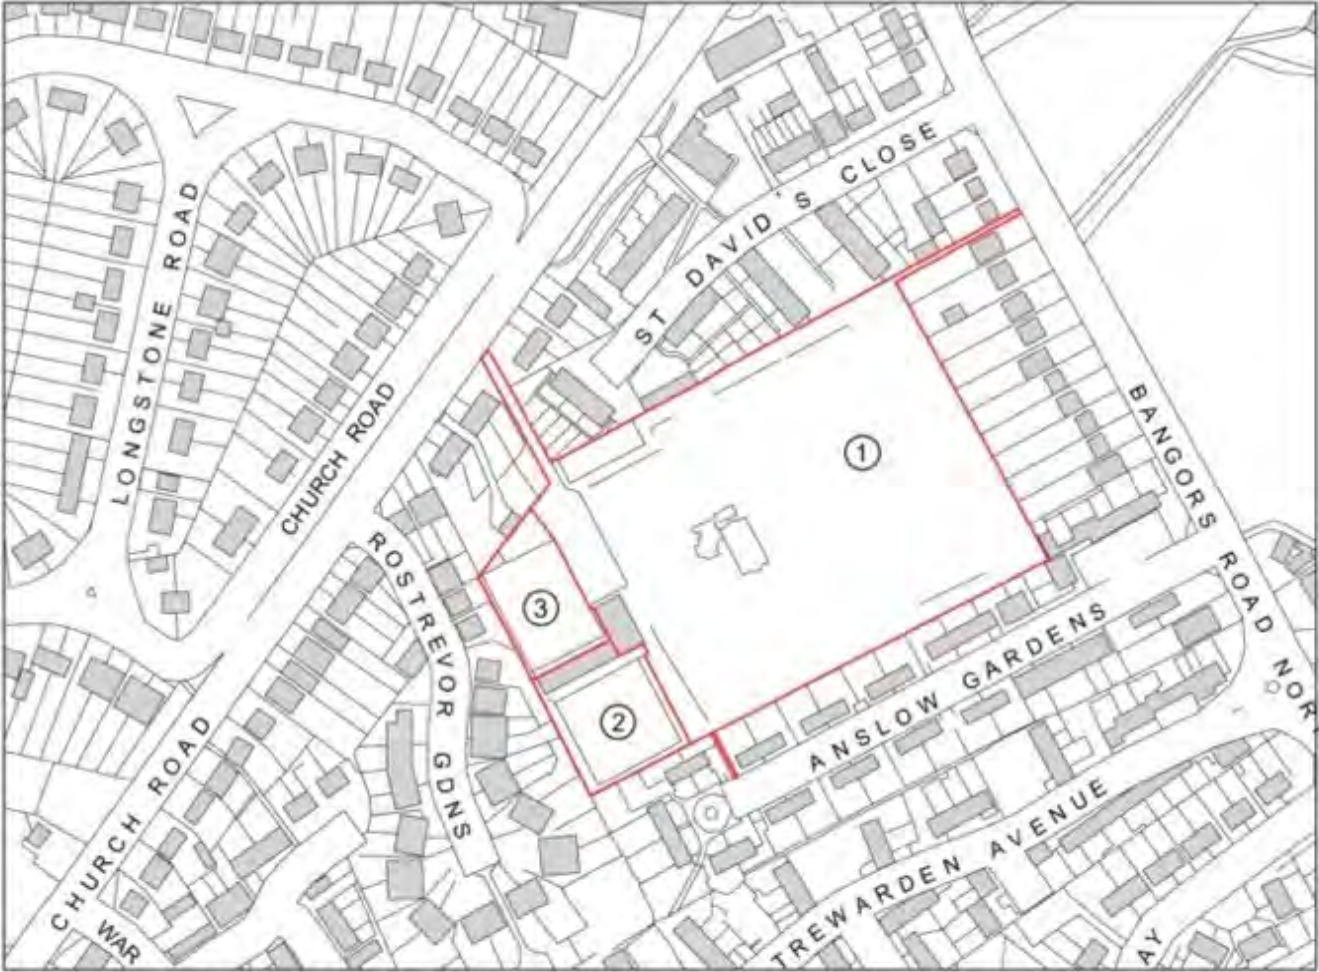 ST DAVID'S CLOSE
LONGSTONE ROAD
CHURCH ROAD
BANGORS ROAD NOR
1
ROSTREVOR GDNS
3
2
ANSLOW GARDENS
CHURCH ROAD
TREWARDEN AVENUE
WAR
AY